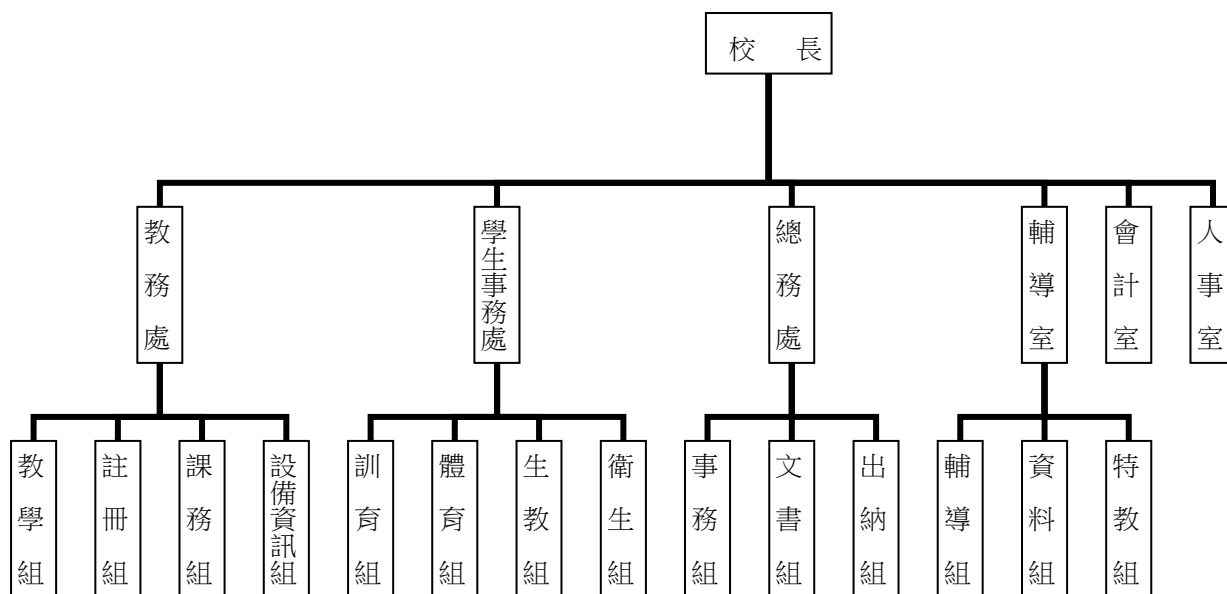 校長
教務處
學生事務處
總務處
輔導室
會計室
人事室
教學組
註冊組
課務組
設備資訊組
訓育組
體育組
生教組
衛生組
事務組
文書組
出納組
輔導組
資料組
特教組